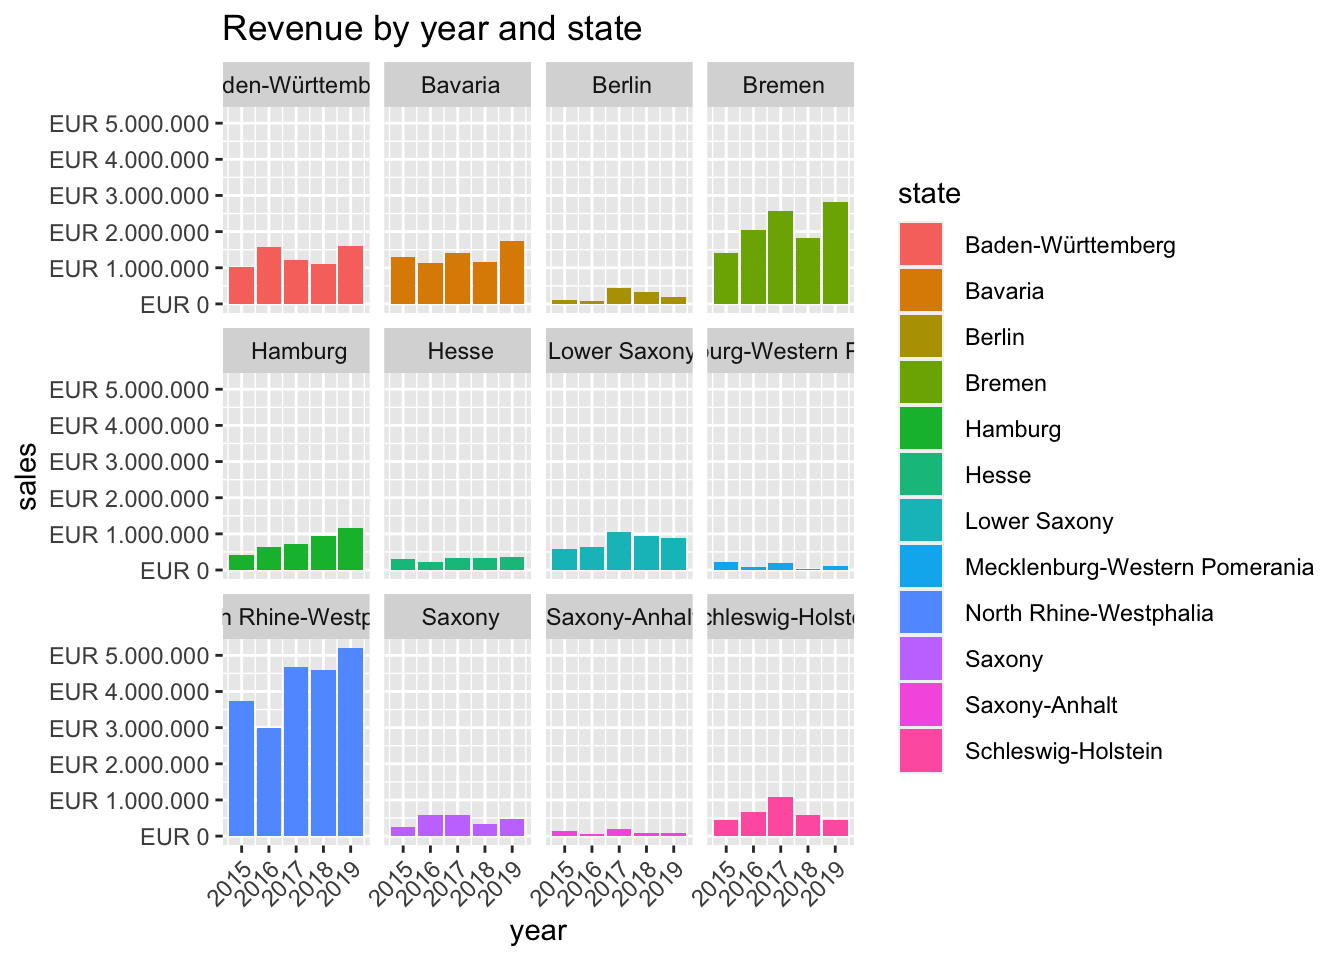 Revenue by year and state
den-Württemb
Bavaria
Berlin
Bremen
EUR 5.000.000
EUR 4.000.000
EUR 3.000.000
EUR 2.000.000
EUR 1.000.000
EUR 0
Hamburg
Hesse
Lower Saxony
ourg-Western P
EUR 5.000.000
EUR 4.000.000
EUR 3.000.000
EUR 2.000.000
EUR 1.000.000
EUR 0
h Rhine-Westp
Saxony
Saxony-Anhalt
chleswig-Holste
EUR 5.000.000
EUR 4.000.000
EUR 3.000.000
EUR 2.000.000
EUR 1.000.000
EUR 0
2015
2016
2017
2018
2019
2015
2016
2017
2018
2019
2015
2016
2017
2018
2019
2015
2016
2017
2018
2019
year
sales
state
Baden-Württemberg
Bavaria
Berlin
Bremen
Hamburg
Hesse
Lower Saxony
Mecklenburg-Western Pomerania
North Rhine-Westphalia
Saxony
Saxony-Anhalt
Schleswig-Holstein